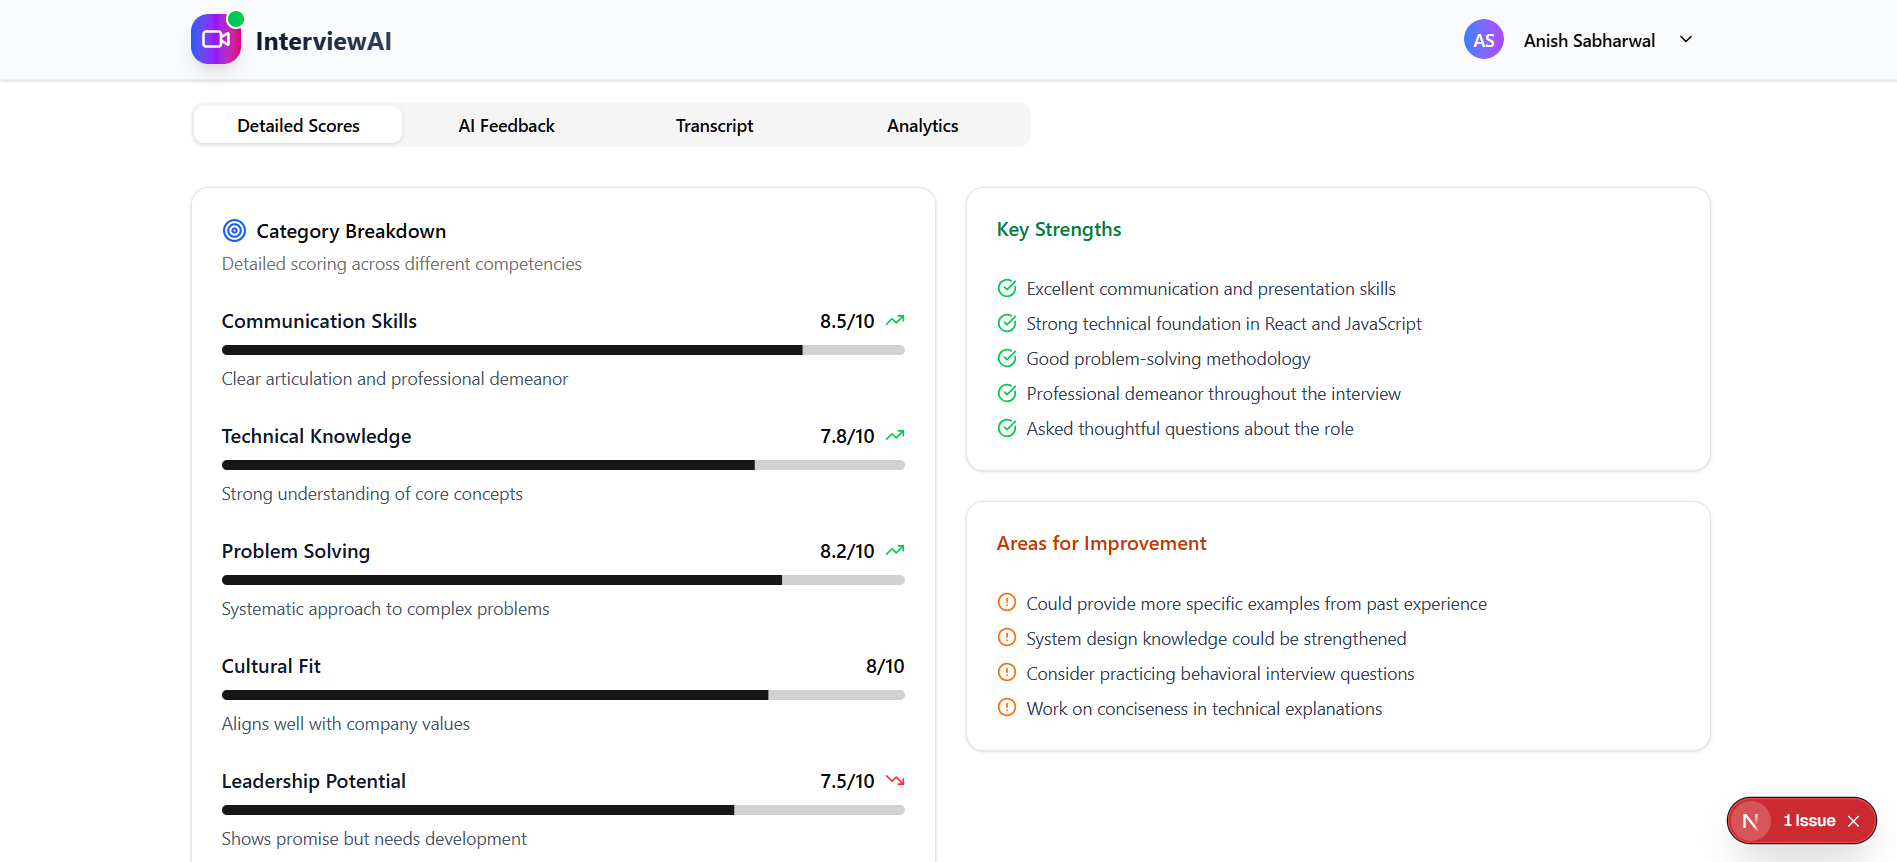 InterviewAI
AS
Anish Sabharwal
Detailed Scores
AI Feedback
Transcript
Analytics
Category Breakdown
Detailed scoring across different competencies
Communication Skills
8.5/10
Clear articulation and professional demeanor
Technical Knowledge
7.8/10
Strong understanding of core concepts
Problem Solving
8.2/10
Systematic approach to complex problems
Cultural Fit
8/10
Aligns well with company values
Leadership Potential
7.5/10
Shows promise but needs development
Key Strengths
Excellent communication and presentation skills
Strong technical foundation in React and JavaScript
Good problem-solving methodology
Professional demeanor throughout the interview
Asked thoughtful questions about the role
Areas for Improvement
Could provide more specific examples from past experience
System design knowledge could be strengthened
Consider practicing behavioral interview questions
Work on conciseness in technical explanations
N
1 Issue